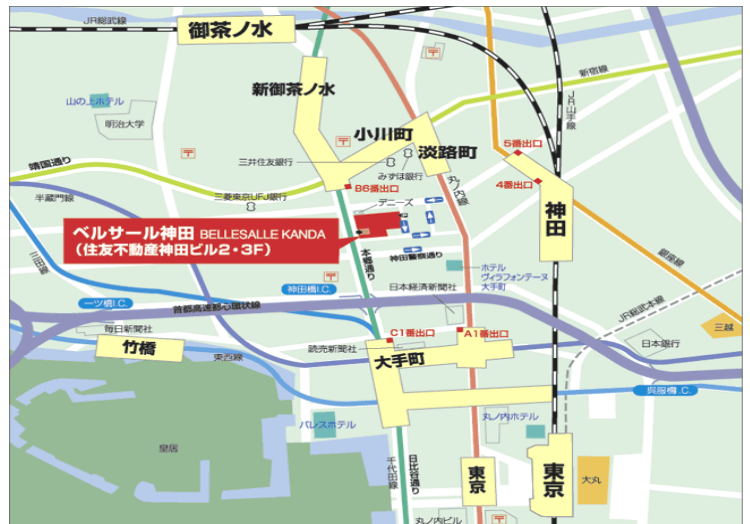 JR総武線
御茶ノ水
新御茶ノ水
新宿線
JR山手線
山の上ホテル
明治大学
小川町
淡路町
5番出口
4番出口
三井住友銀行
みずほ銀行
靖国通り
半蔵門線
三菱東京UFJ銀行
B6番出口
丸ノ内線
デニーズ
神田
ベルサール神田 BELLESALLE KANDA
(住友不動産神田ビル2・3F)
本郷通り
神田警察通り
三田線
銀座線
ホテル
ヴィラフォンテーヌ
大手町
神田橋I.C.
日本経済新聞社
一ツ橋I.C.
首都高速都心環状線
JR総武本線
毎日新聞社
竹橋
東西線
C1番出口
A1番出口
読売新聞社
大手町
三越
日本銀行
呉服橋I.C.
パレスホテル
丸ノ内ホテル
皇居
千代田線
日比谷通り
東京
東京
大丸
丸ノ内ビル